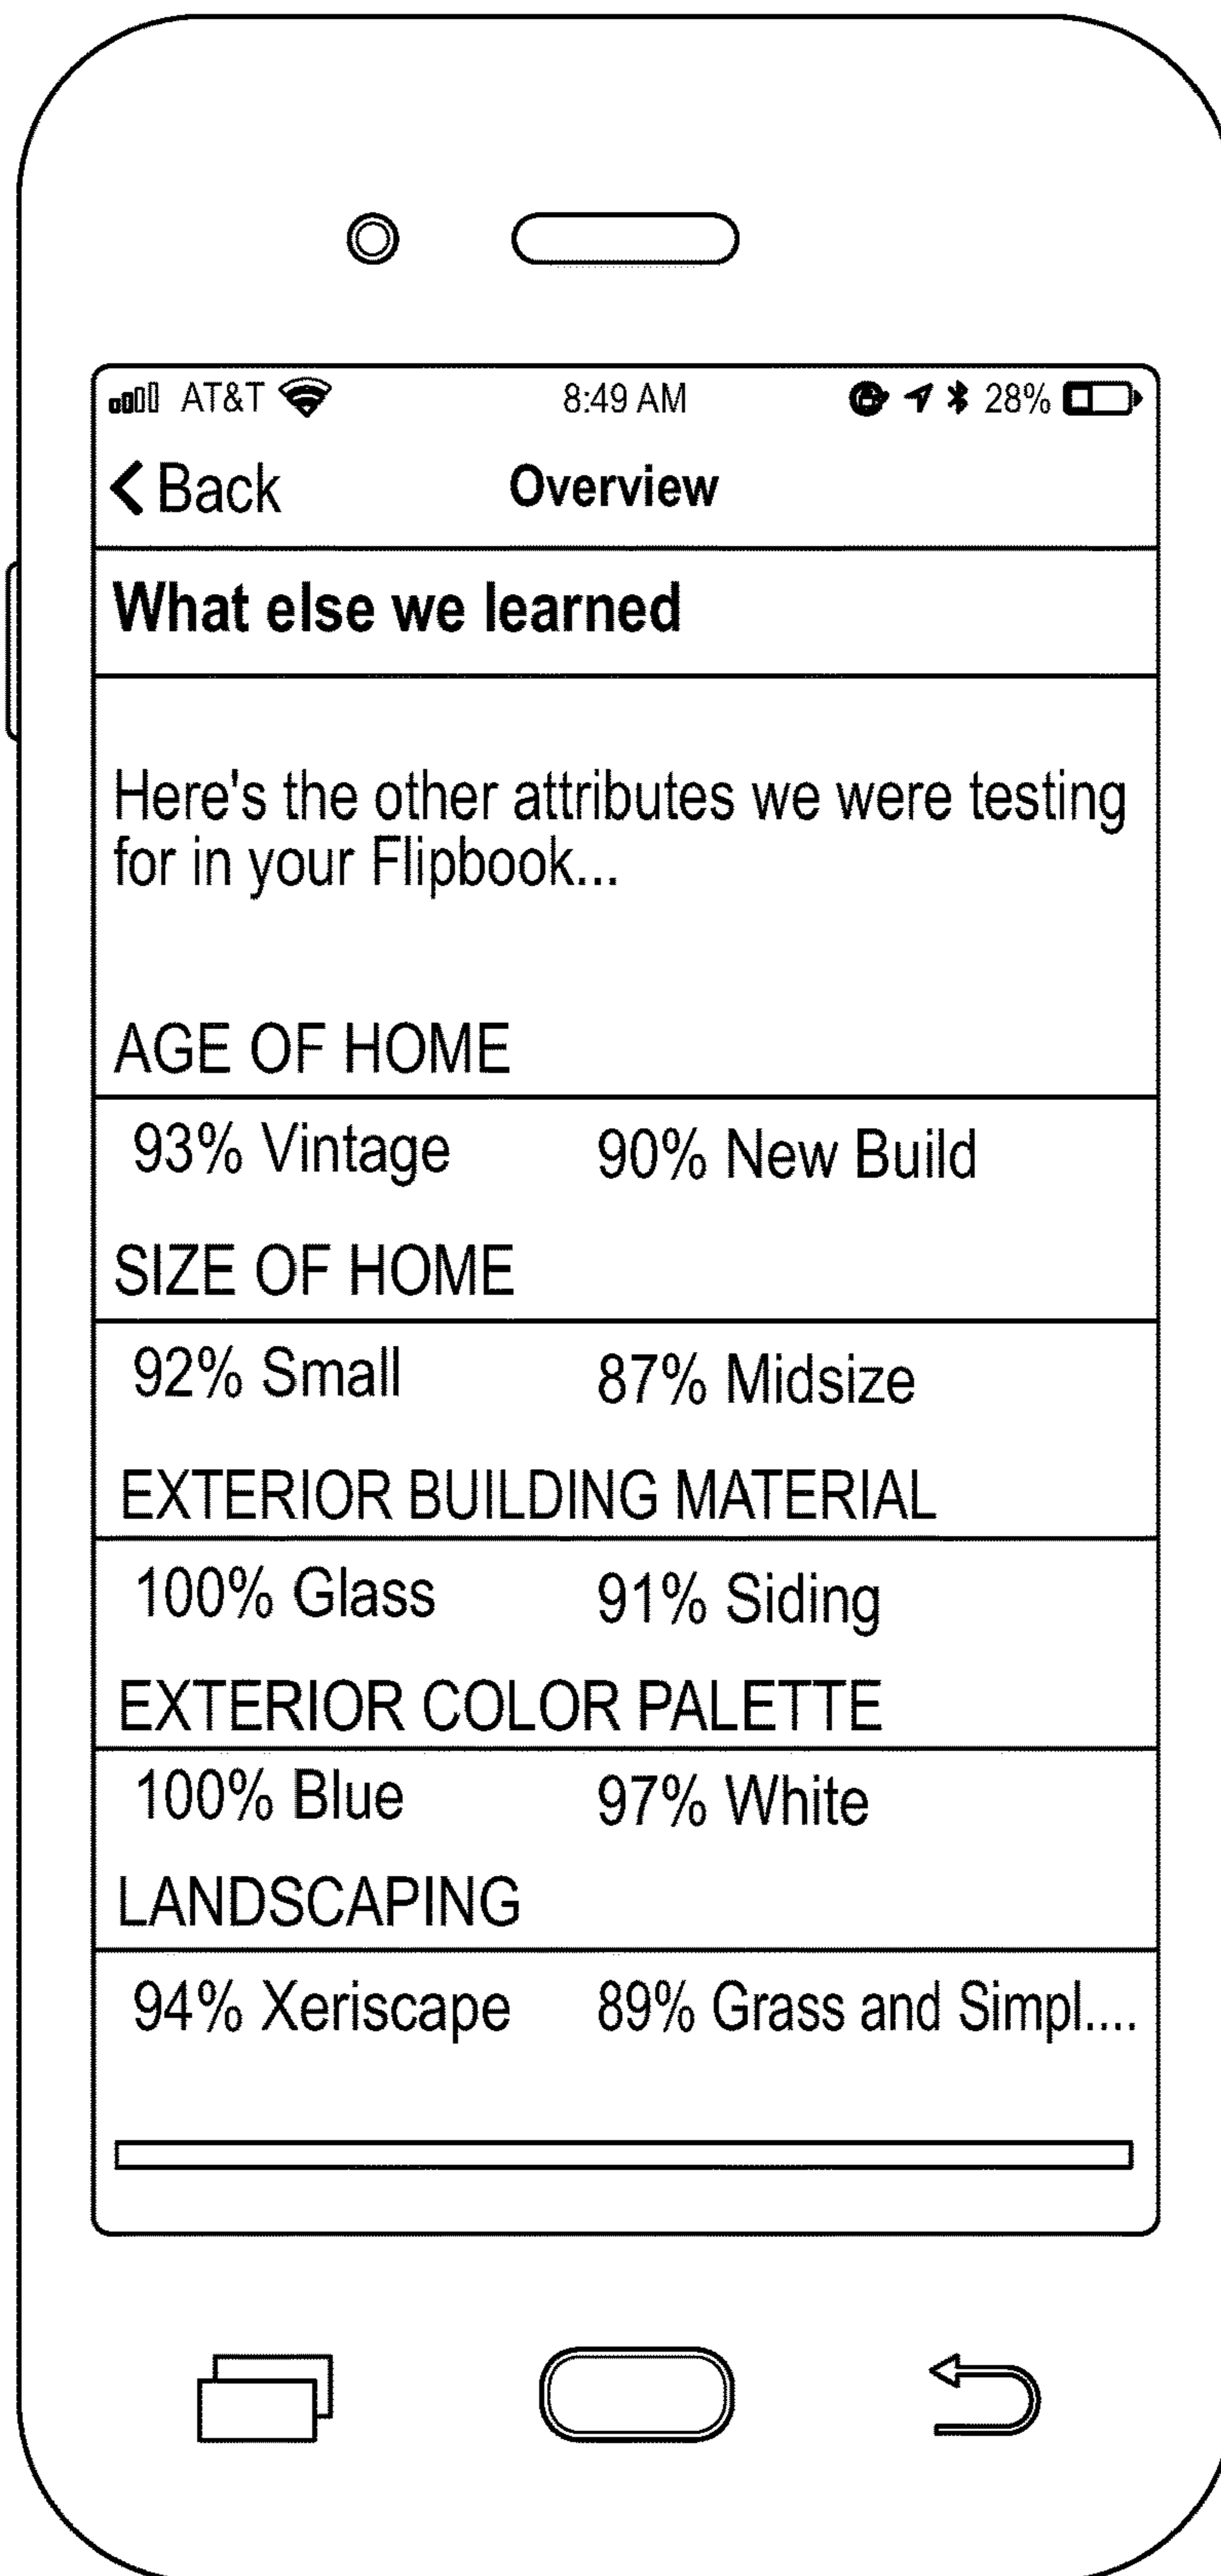 AT&T 8:49 AM 28%
Back Overview
What else we learned
Here's the other attributes we were testing
for in your Flipbook...
AGE OF HOME
93% Vintage 90% New Build
SIZE OF HOME
92% Small 87% Midsize
EXTERIOR BUILDING MATERIAL
100% Glass 91% Siding
EXTERIOR COLOR PALETTE
100% Blue 97% White
LANDSCAPING
94% Xeriscape 89% Grass and Simpl....